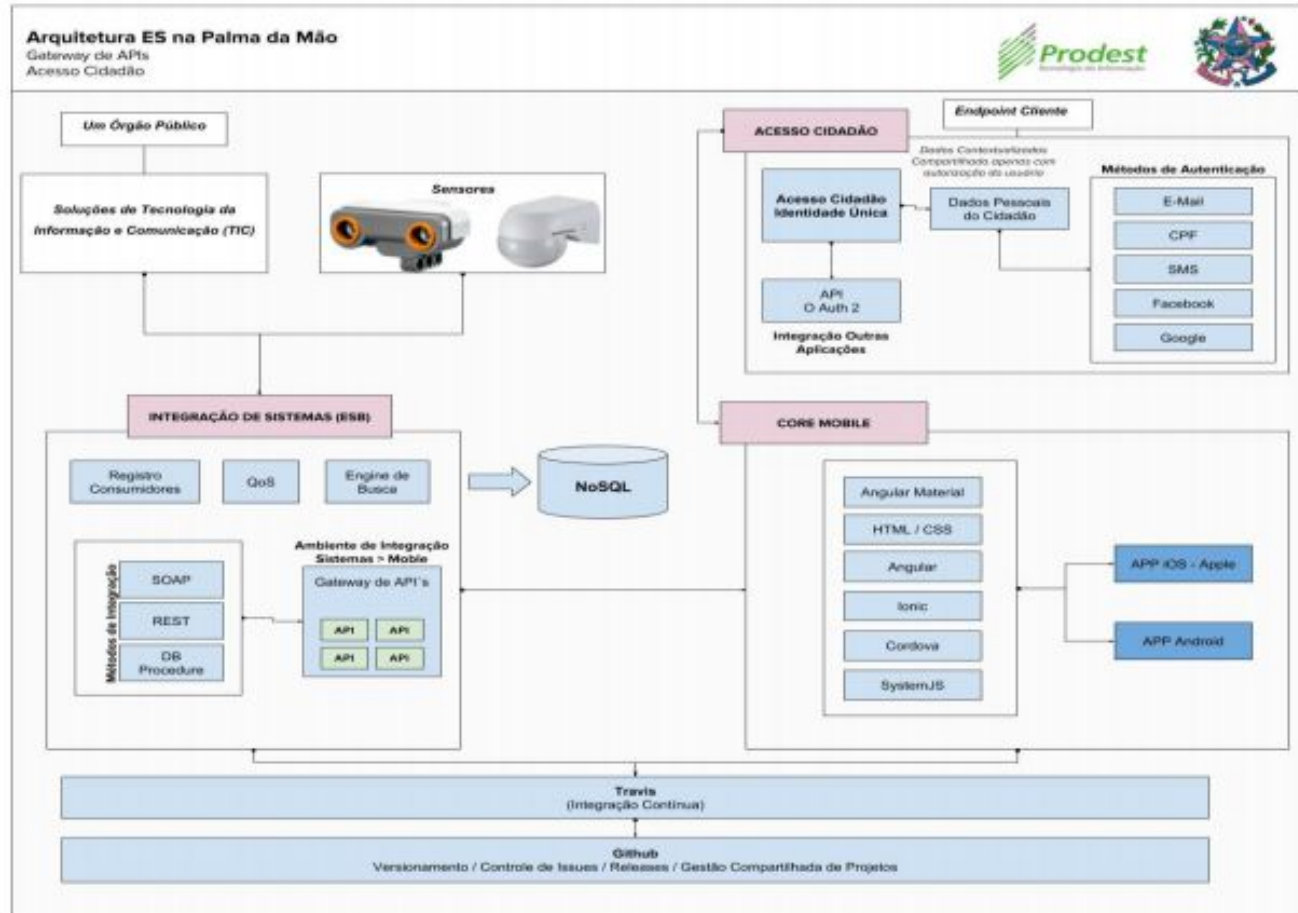 Arquitetura ES na Palma da Mão
Gateway de APIs
Acesso Cidadão
Prodest
Tecnologia da Informação
Um Órgão Público
Soluções de Tecnologia da
Informação e Comunicação (TIC)
Sensores
Endpoint Cliente
ACESSO CIDADÃO
Dados Contextualizados
Compartilhado apenas com
autorização do usuário
Acesso Cidadão
Identidade Única
Dados Pessoais
do Cidadão
API
O Auth 2
Integração Outras
Aplicações
Métodos de Autenticação
E-Mail
CPF
SMS
Facebook
Google
INTEGRAÇÃO DE SISTEMAS (ESB)
Registro
Consumidores
QoS
Engine de
Busca
NoSQL
Métodos de Integração
SOAP
REST
DB
Procedure
Ambiente de Integração
Sistemas > Moble
Gateway de API´s
API
API
API
API
CORE MOBILE
Angular Material
HTML / CSS
Angular
Ionic
Cordova
SystemJS
APP iOS - Apple
APP Android
Travis
(Integração Contínua)
Github
Versionamento / Controle de Issues / Releases / Gestão Compartilhada de Projetos